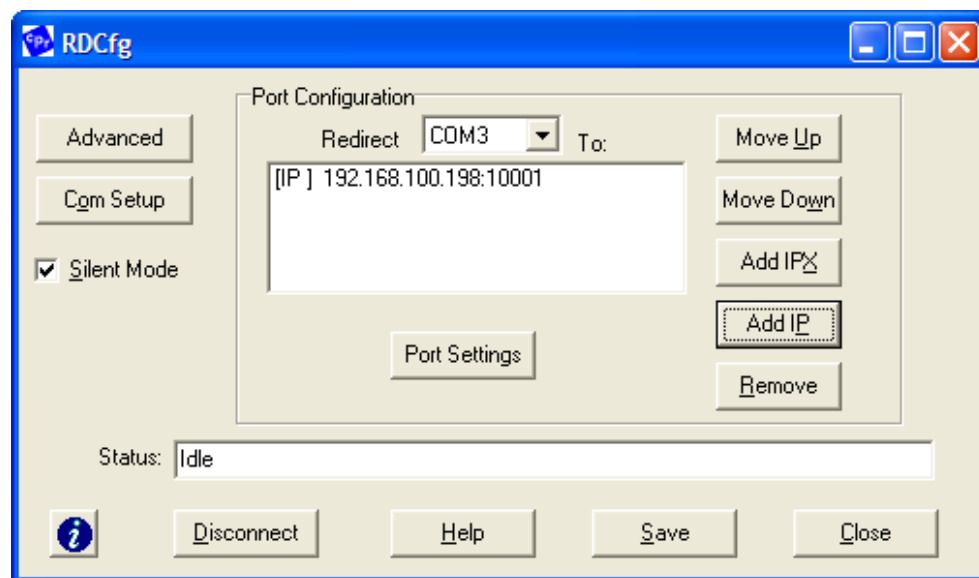 CPR RDCfg
Port Configuration
Advanced
Redirect COM3 To:
Move Up
[IP ] 192.168.100.198:10001
Com Setup
Move Down
Silent Mode
Add IPX
Add IP
Port Settings
Remove
Status: Idle
i Disconnect Help Save Close